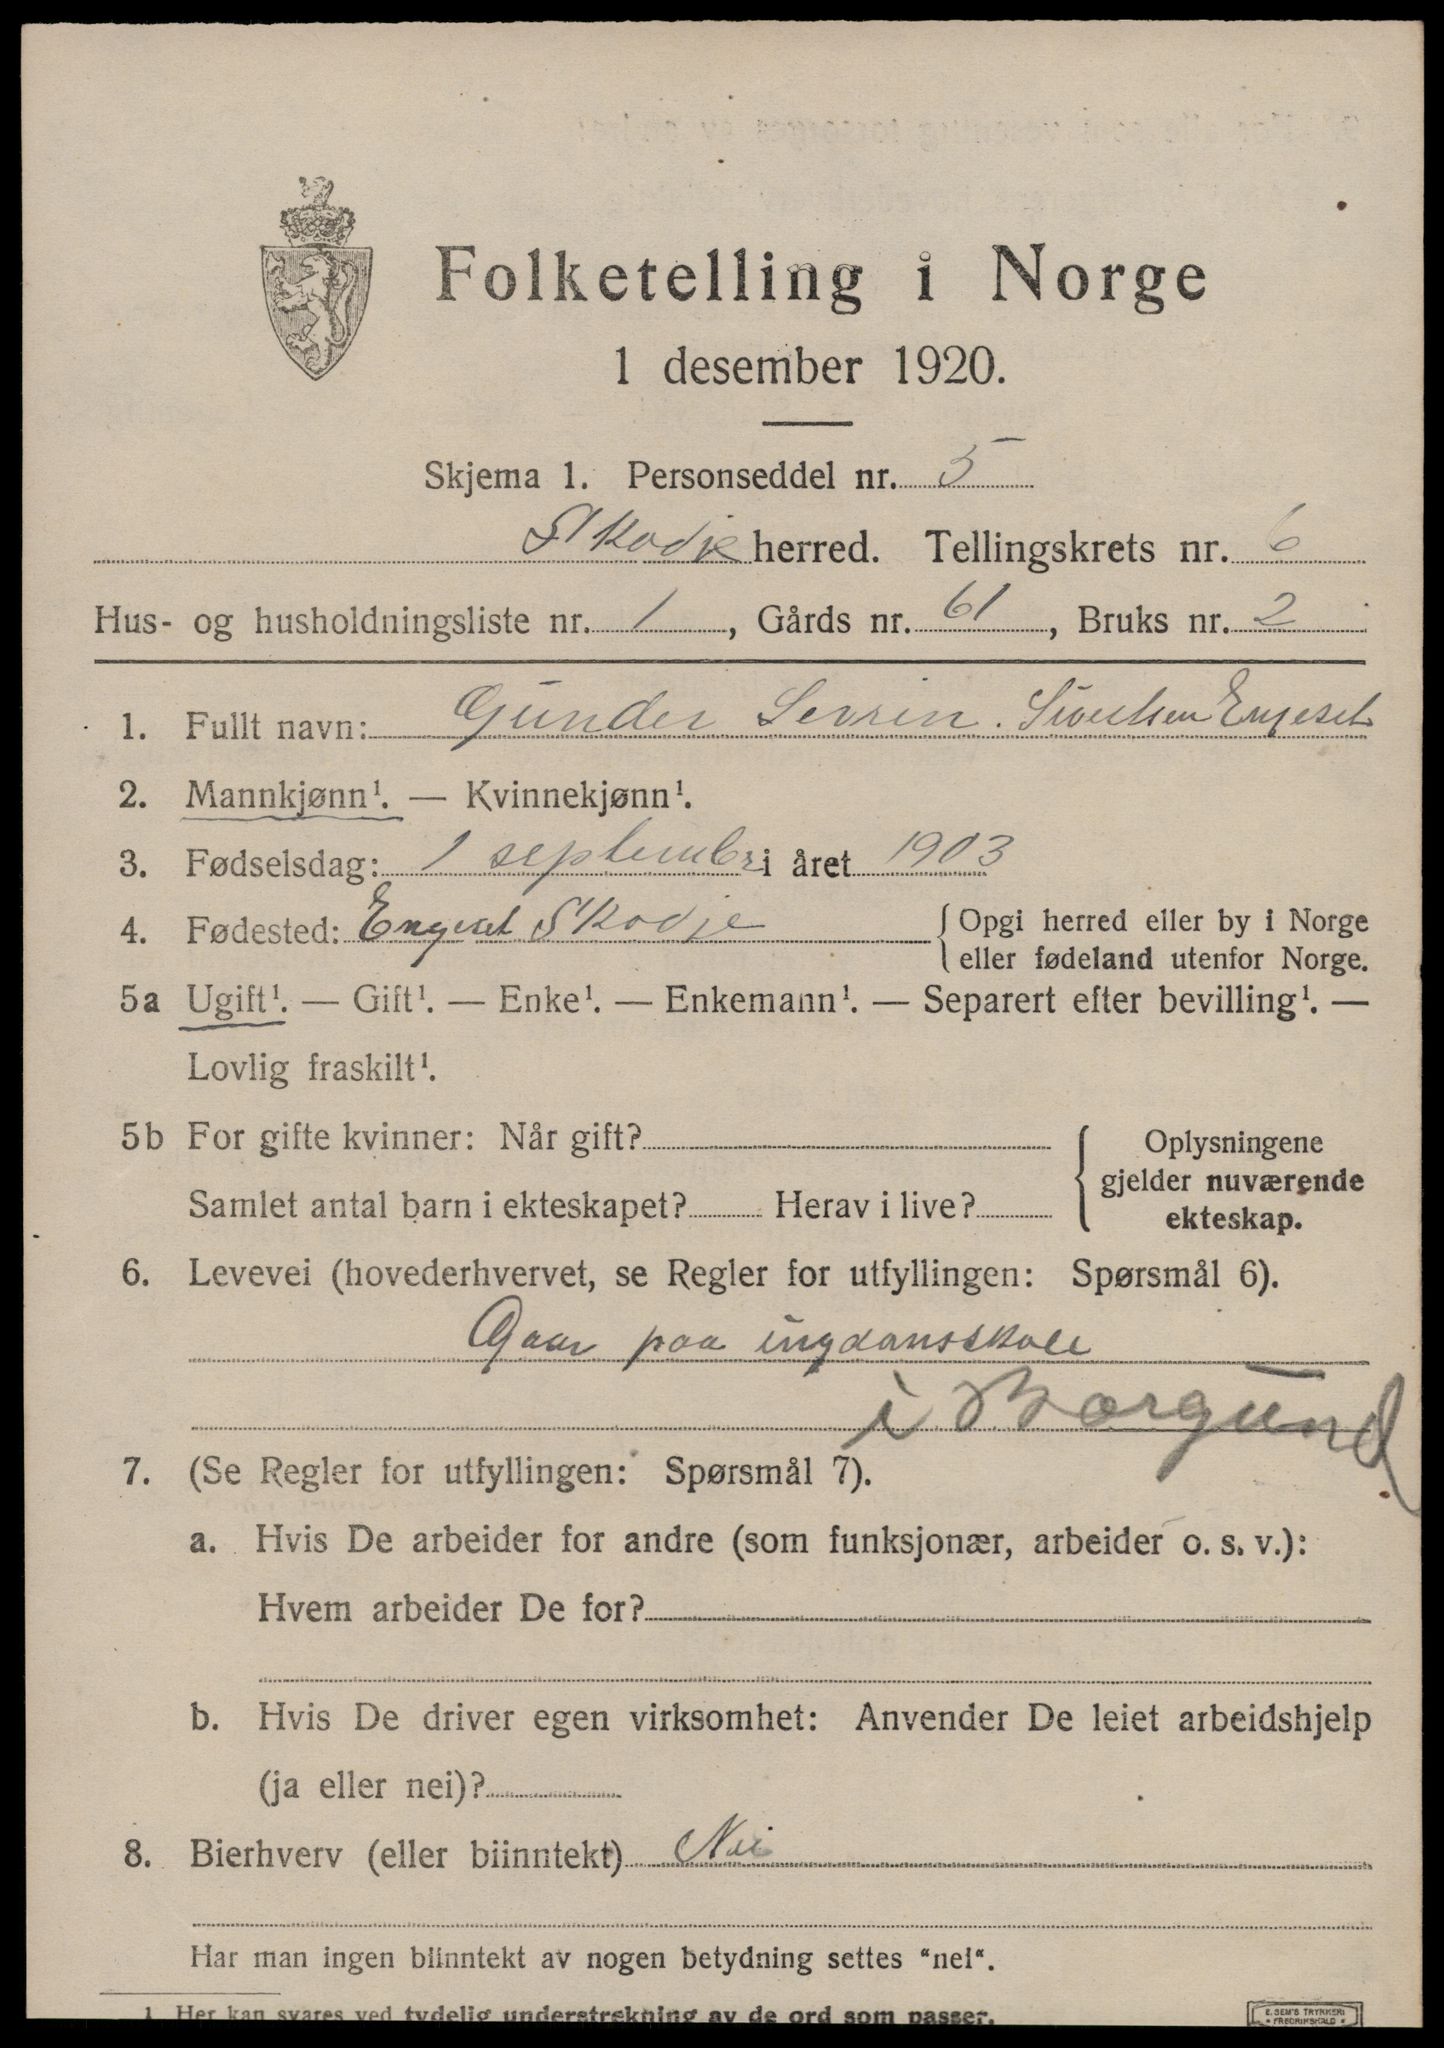 Folketelling i Norge
1 desember 1920.
Skjema 1. Personseddel nr. 5
Skodje herred. Tellingskrets nr. 6
Hus- og husholdningsliste nr. 1, Gårds nr. 61, Bruks nr. 2
1. Fullt navn: Gunder Sevrin. Sivertsen Engeset
2. Mannkjønn¹. — Kvinnekjønn¹.
3. Fødselsdag: 1 septembr i året 1903
4. Fødested: Engeset Skodje { Opgi herred eller by i Norge
eller fødeland utenfor Norge.
5a Ugift¹. — Gift¹. — Enke¹. — Enkemann¹. — Separert efter bevilling¹. —
Lovlig fraskilt¹.
5b For gifte kvinner: Når gift? { Oplysningene
gjelder nuværende
Samlet antal barn i ekteskapet? Herav i live?
ekteskap.
6. Levevei (hovederhvervet, se Regler for utfyllingen: Spørsmål 6).
Gaar paa ungdomsskole
i Borgund
7. (Se Regler for utfyllingen: Spørsmål 7).
a. Hvis De arbeider for andre (som funksjonær, arbeider o. s. v.):
Hvem arbeider De for?
b. Hvis De driver egen virksomhet: Anvender De leiet arbeidshjelp
(ja eller nei)?
8. Bierhverv (eller biinntekt) Nei
Har man ingen biinntekt av nogen betydning settes "nei".
1. Her kan svares ved tydelig understrekning av de ord som passer.
E. SEM'S TRYKKERI
• FREDRIKSHALD •